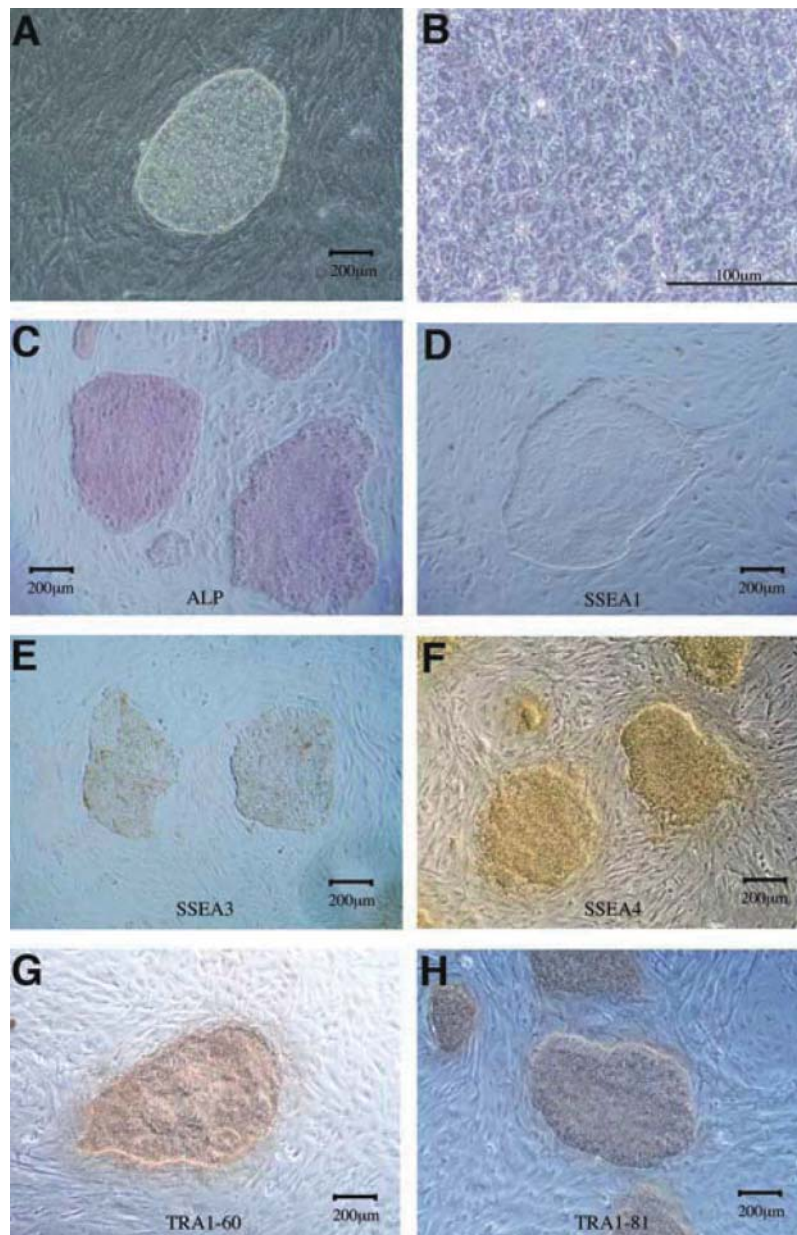 A
200μm
B
100μm
C
200μm
ALP
D
200μm
SSEA1
E
200μm
SSEA3
F
200μm
SSEA4
G
200μm
TRA1-60
H
200μm
TRA1-81